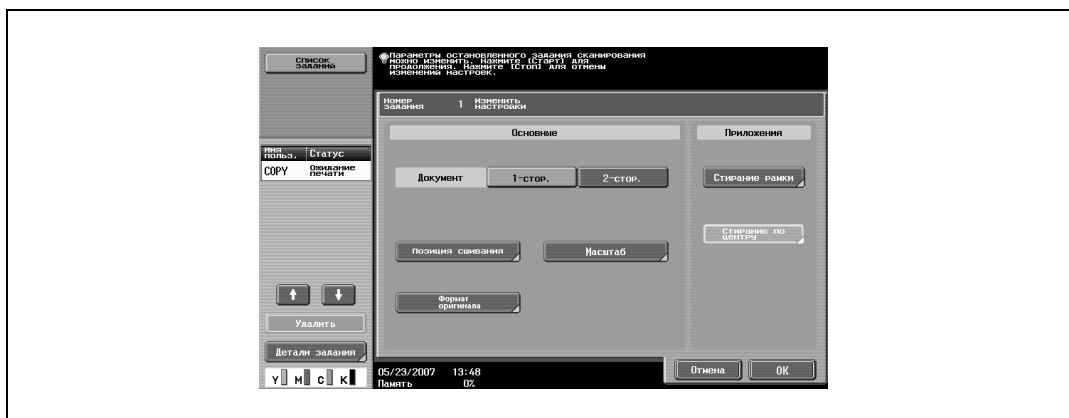 Список
заданий
Параметры остановленного задания сканирования
можно изменить. Нажмите [Старт] для
продолжения. Нажмите [Стоп] для отмены
изменений настроек.
Номер
задания 1 Изменить
настройки
Основные
Приложения
Имя
польз. Статус
COPY Ожидание
печати
Документ 1-стор. 2-стор.
Стирание рамки
Стирание по
центру
Позиция сшивания Масштаб
Формат
оригинала
Удалить
Детали задания
Y M C K
05/23/2007 13:48
Память 0%
Отмена OK